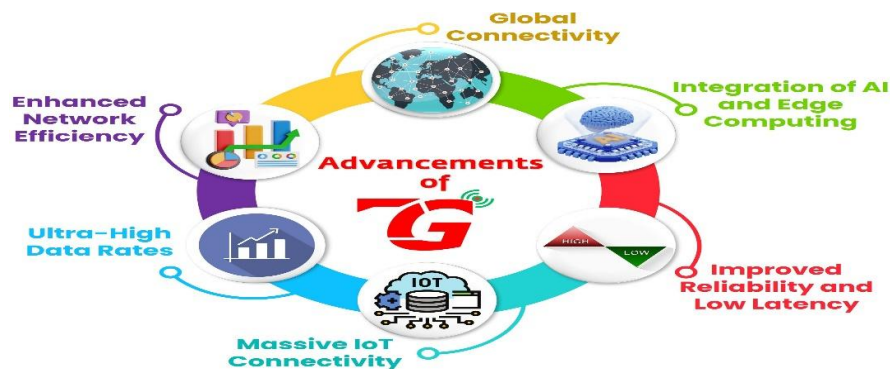 Global
Connectivity
Integration of AI
and Edge
Computing
Enhanced
Network
Efficiency
Advancements
of
7G
HIGH
LOW
Ultra-High
Data Rates
IOT
Improved
Reliability and
Low Latency
Massive IoT
Connectivity